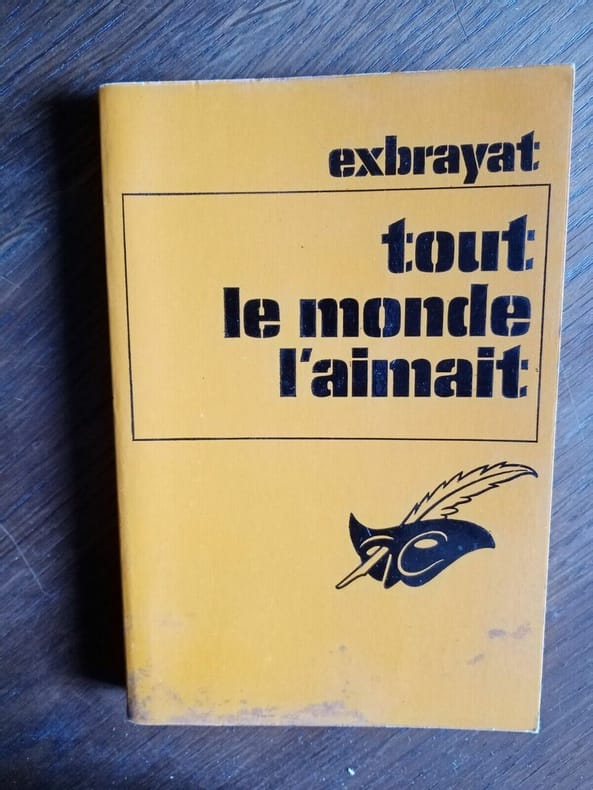 exbrayat
tout
le monde
l'aimait